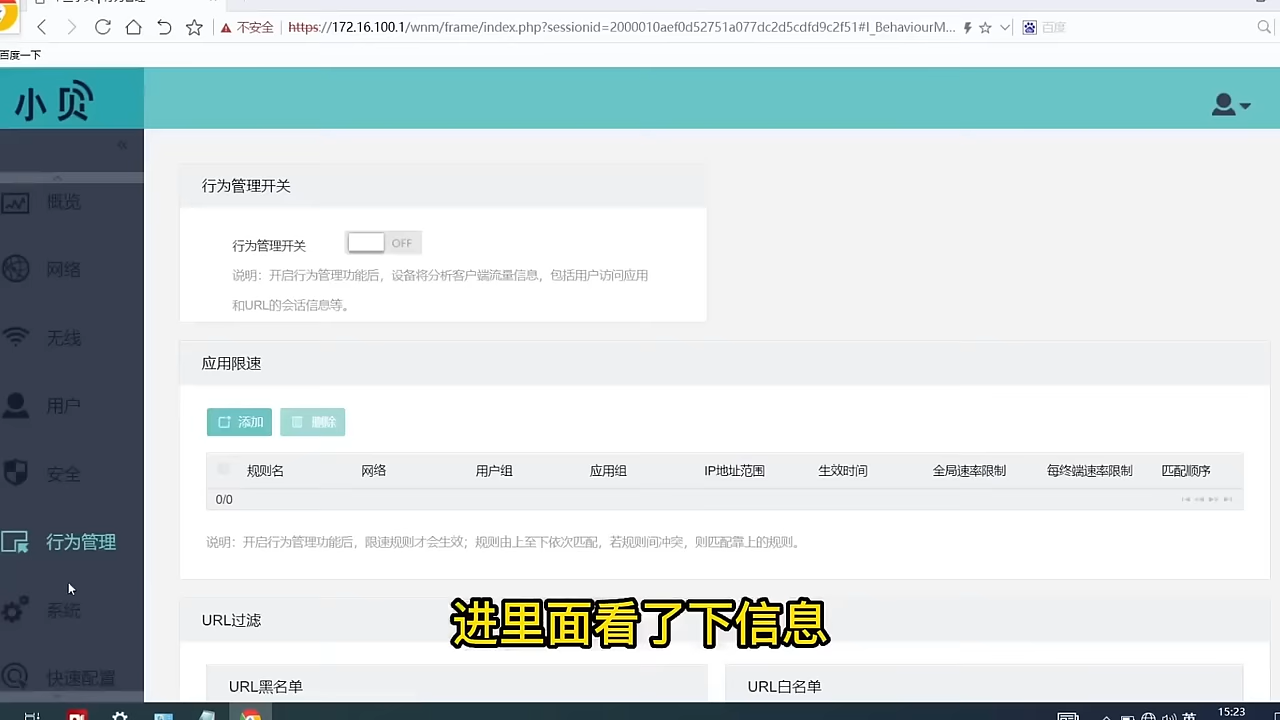 不安全 https://172.16.100.1/wnm/frame/index.php?sessionid=2000010aef0d52751a077dc2d5cdfd9c2f51#I_BehaviourM... 百度
百度一下
小贝
概览
网络
无线
用户
安全
行为管理
系统
快速配置
行为管理开关
行为管理开关 OFF
说明：开启行为管理功能后，设备将分析客户端流量信息，包括用户访问应用
和URL的会话信息等。
应用限速
添加 删除
规则名 网络 用户组 应用组 IP地址范围 生效时间 全局速率限制 每终端速率限制 匹配顺序
0/0
说明：开启行为管理功能后，限速规则才会生效；规则由上至下依次匹配，若规则间冲突，则匹配靠上的规则。
URL过滤
进里面看了下信息
URL黑名单 URL白名单
英 15:23